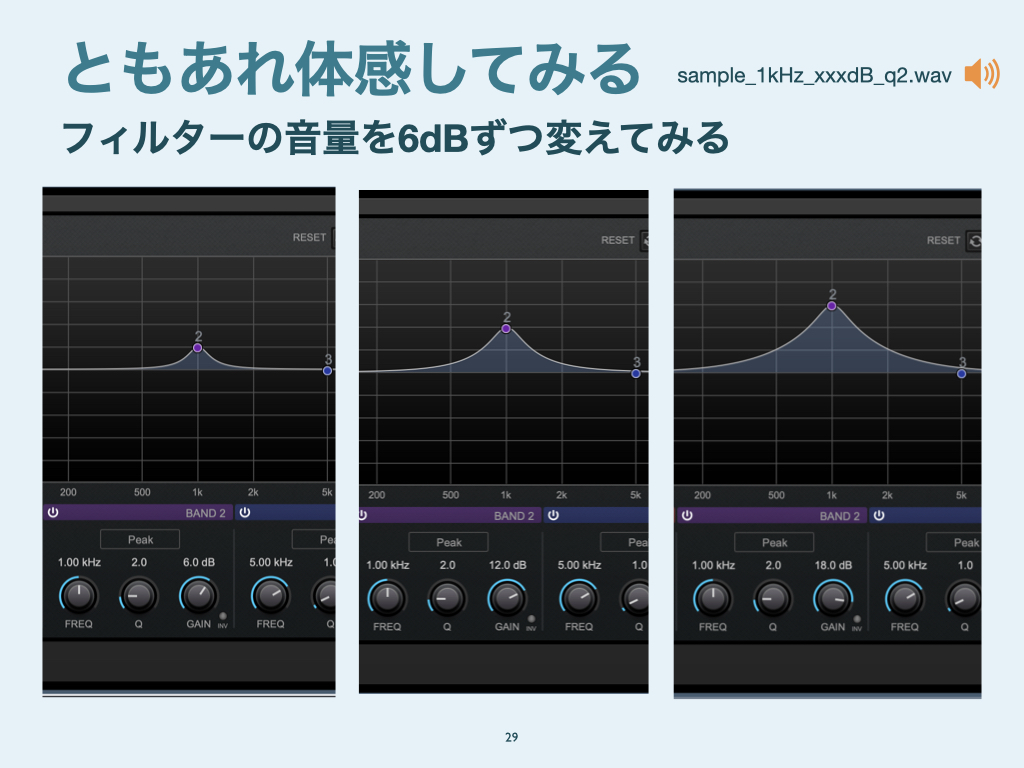 ともあれ体感してみる
sample_1kHz_xxxdB_q2.wav
フィルターの音量を6dBずつ変えてみる
RESET
2
3
200 500 1k 2k 5k
BAND 2
Peak Pea
1.00 kHz 2.0 6.0 dB 5.00 kHz 1.0
FREQ Q GAIN INV FREQ Q
RESET
2
3
200 500 1k 2k 5k
BAND 2
Peak Pea
1.00 kHz 2.0 12.0 dB 5.00 kHz 1.0
FREQ Q GAIN INV FREQ Q
RESET
2
3
200 500 1k 2k 5k
BAND 2
Peak Peak
1.00 kHz 2.0 18.0 dB 5.00 kHz 1.0
FREQ Q GAIN INV FREQ Q
29